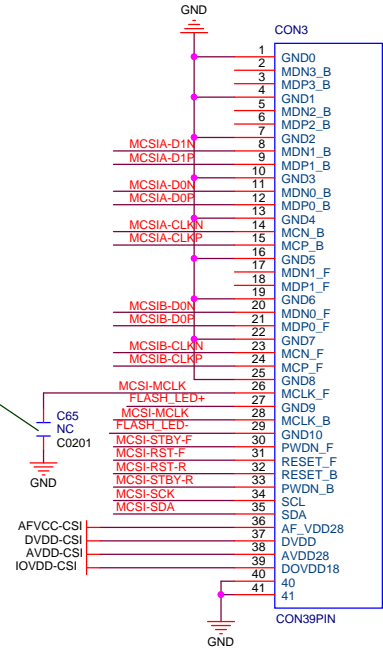 GND
CON3
1 GND0
2 MDN3_B
3 MDP3_B
4 GND1
5 MDN2_B
6 MDP2_B
7 GND2
MCSIA-D1N 8 MDN1_B
MCSIA-D1P 9 MDP1_B
10 GND3
MCSIA-D0N 11 MDN0_B
MCSIA-D0P 12 MDP0_B
13 GND4
MCSIA-CLKN 14 MCN_B
MCSIA-CLKP 15 MCP_B
16 GND5
17 MDN1_F
18 MDP1_F
19 GND6
MCSIB-D0N 20 MDN0_F
MCSIB-D0P 21 MDP0_F
22 GND7
MCSIB-CLKN 23 MCN_F
MCSIB-CLKP 24 MCP_F
25 GND8
MCSI-MCLK 26 MCLK_F
FLASH_LED+ 27 GND9
MCSI-MCLK 28 MCLK_B
FLASH_LED- 29 GND10
MCSI-STBY-F 30 PWDN_F
MCSI-RST-F 31 RESET_F
MCSI-RST-R 32 RESET_B
MCSI-STBY-R 33 PWDN_B
MCSI-SCK 34 SCL
MCSI-SDA 35 SDA
AFVCC-CSI 36 AF_VDD28
DVDD-CSI 37 DVDD
AVDD-CSI 38 AVDD28
IOVDD-CSI 39 DOVDD18
40 40
41 41
C65
NC
C0201
GND
GND
CON39PIN